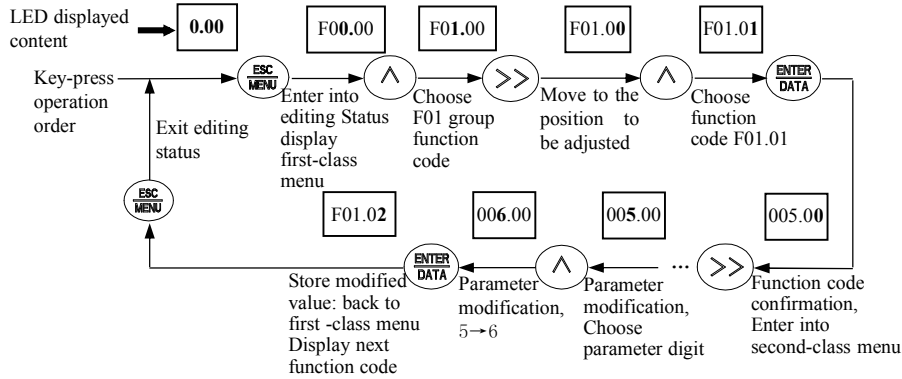 LED displayed
content
0.00
F00.00
F01.00
F01.00
F01.01
Key-press
operation
order
ESC
MENU
∧
>>
∧
ENTER
DATA
Enter into
editing Status
display
first-class
menu
Choose
F01 group
function
code
Move to the
position to
be adjusted
Choose
function
code F01.01
Exit editing
status
ESC
MENU
F01.02
006.00
005.00
005.00
ENTER
DATA
∧
...
>>
Store modified
value: back to
first -class menu
Display next
function code
Parameter
modification,
5→6
Parameter
modification,
Choose
parameter digit
Function code
confirmation,
Enter into
second-class menu